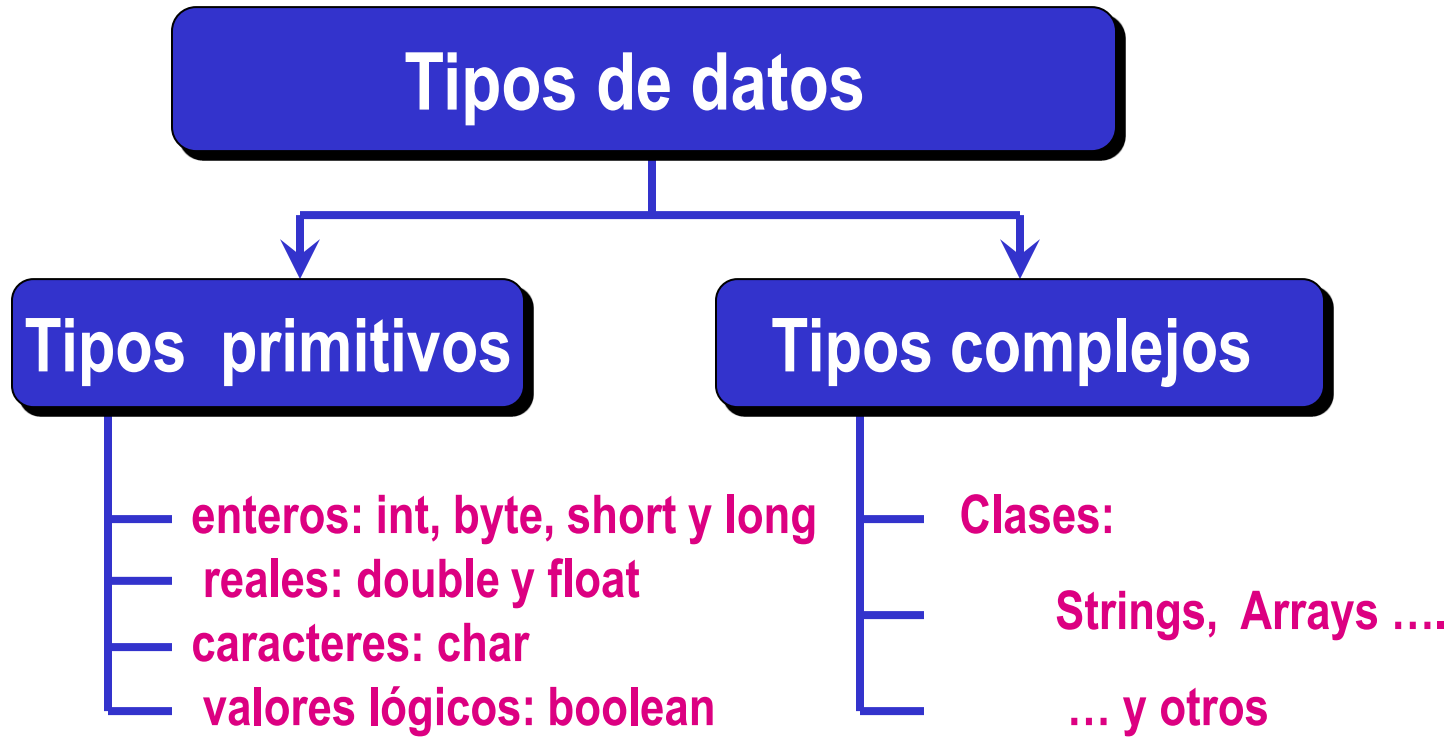 Tipos de datos
Tipos primitivos
enteros: int, byte, short y long
reales: double y float
caracteres: char
valores lógicos: boolean
Tipos complejos
Clases:
Strings, Arrays ….
… y otros